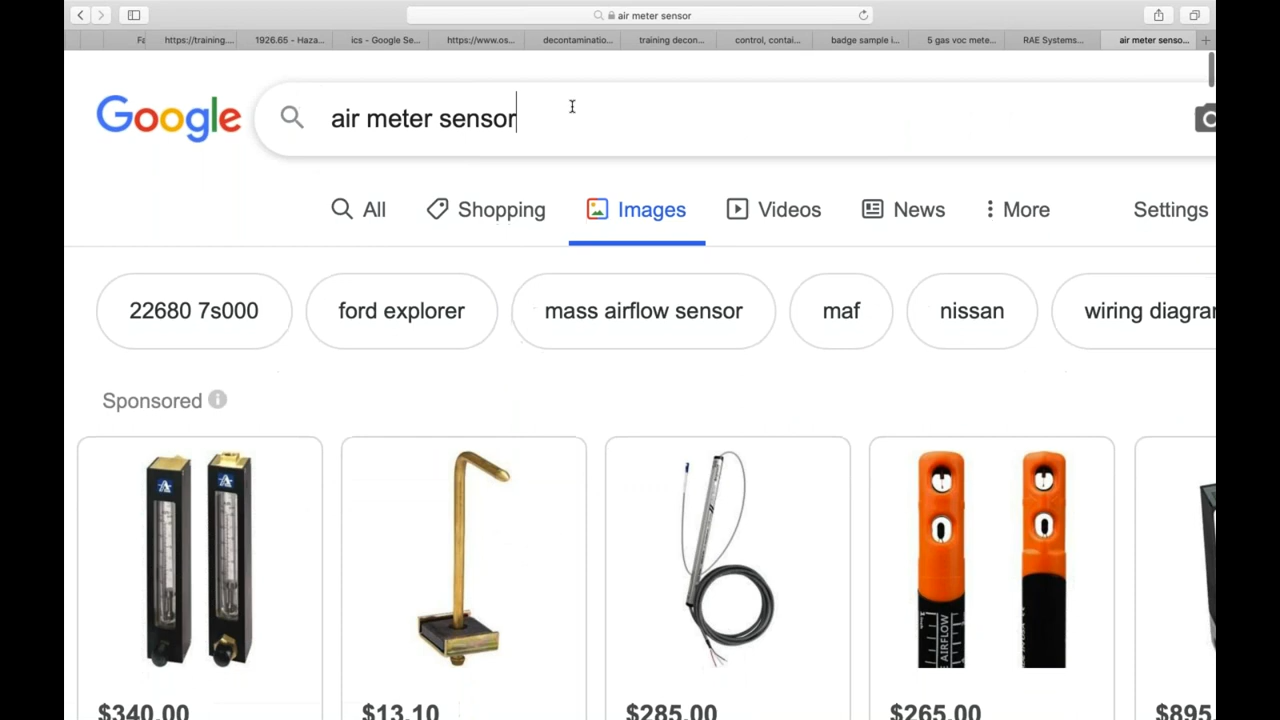 air meter sensor
Fa https://training.... 1926.65 - Haza... ics - Google Se... https://www.os... decontaminatio... training decon... control, contai... badge sample i... 5 gas voc mete... RAE Systems... air meter senso...
Google air meter sensor
All Shopping Images Videos News More Settings
22680 7s000 ford explorer mass airflow sensor maf nissan wiring diagram
Sponsored
A A
AIRFLOW
$340.00 $13.10 $285.00 $265.00 $895